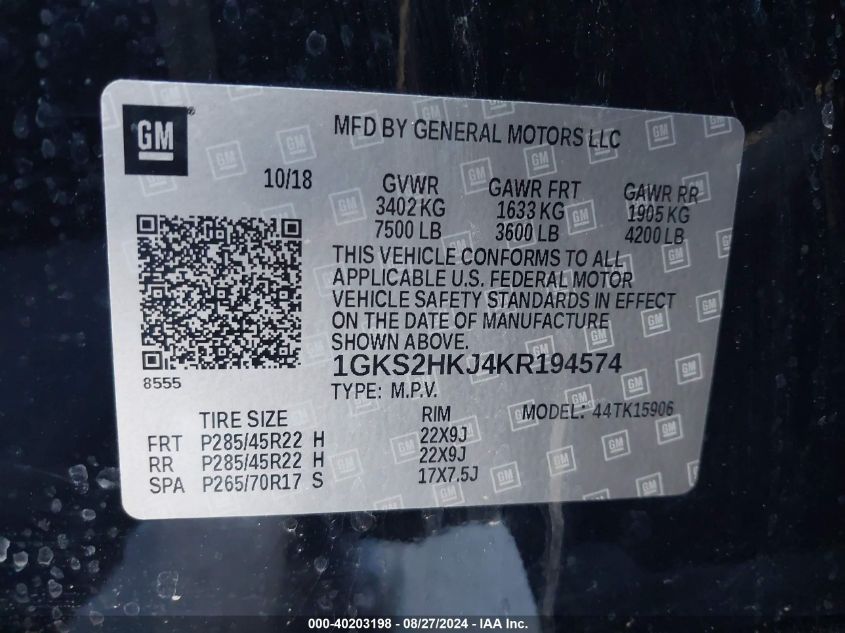 GM ®
MFD BY GENERAL MOTORS LLC
10/18 GVWR GAWR FRT GAWR RR
3402 KG 1633 KG 1905 KG
7500 LB 3600 LB 4200 LB
THIS VEHICLE CONFORMS TO ALL
APPLICABLE U.S. FEDERAL MOTOR
VEHICLE SAFETY STANDARDS IN EFFECT
ON THE DATE OF MANUFACTURE
SHOWN ABOVE.
8555
1GKS2HKJ4KR194574
TYPE: M.P.V. MODEL: 44TK15906
TIRE SIZE RIM
FRT P285/45R22 H 22X9J
RR P285/45R22 H 22X9J
SPA P265/70R17 S 17X7.5J
000-40203198 - 08/27/2024 - IAA Inc.